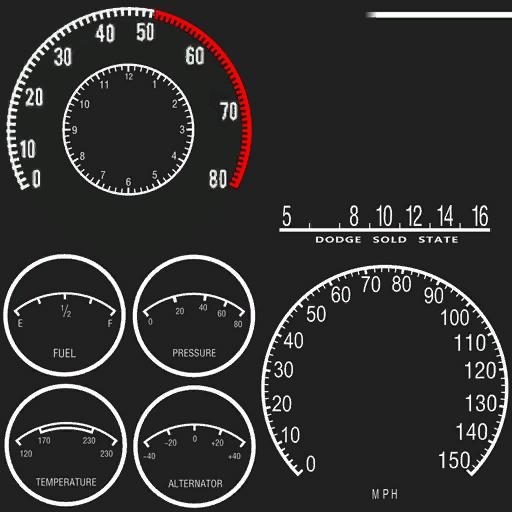 0 10 20 30 40 50 60 70 80
12 1 2 3 4 5 6 7 8 9 10 11
5 8 10 12 14 16
DODGE SOLD STATE
E ½ F
FUEL
0 20 40 60 80
PRESSURE
120 170 230 230
TEMPERATURE
-40 -20 0 +20 +40
ALTERNATOR
0 10 20 30 40 50 60 70 80 90 100 110 120 130 140 150
MPH